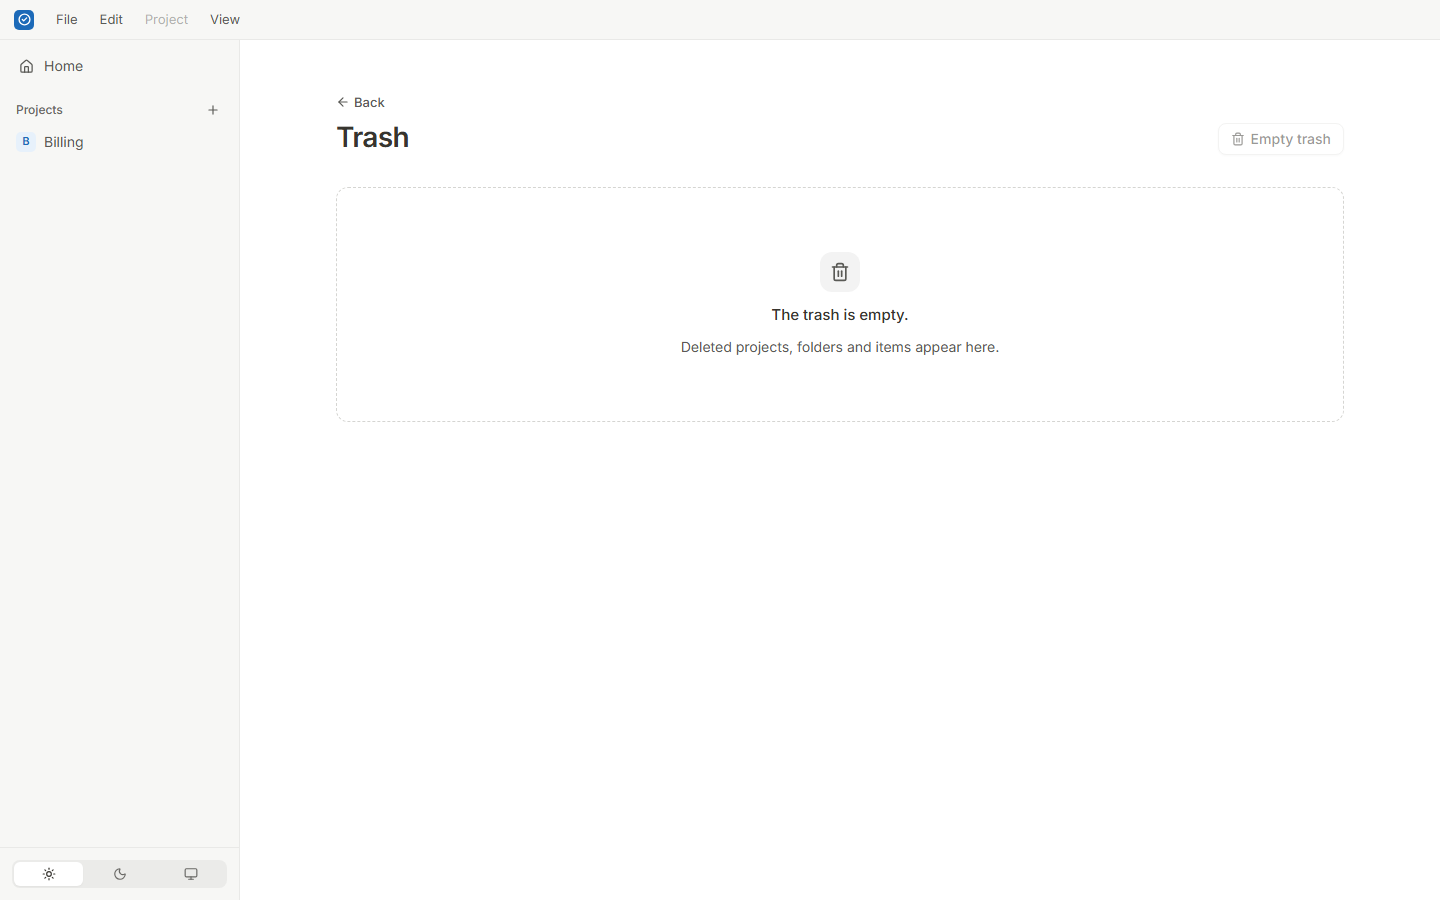 File Edit Project View
Home
Projects
B Billing
Back
Trash
Empty trash
The trash is empty.
Deleted projects, folders and items appear here.